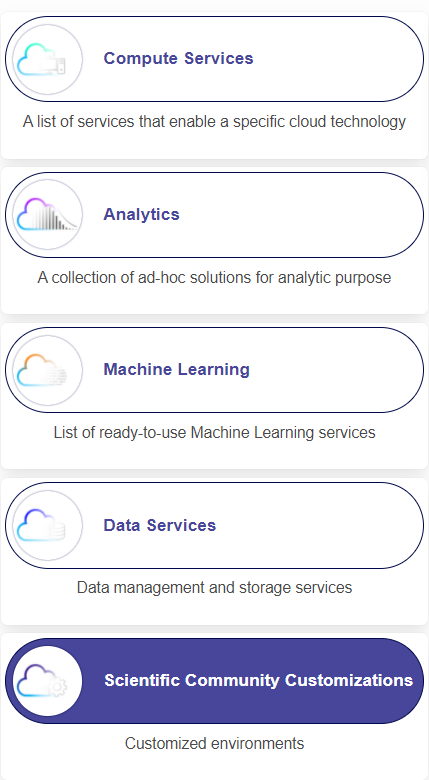 Compute Services
A list of services that enable a specific cloud technology
Analytics
A collection of ad-hoc solutions for analytic purpose
Machine Learning
List of ready-to-use Machine Learning services
Data Services
Data management and storage services
Scientific Community Customizations
Customized environments